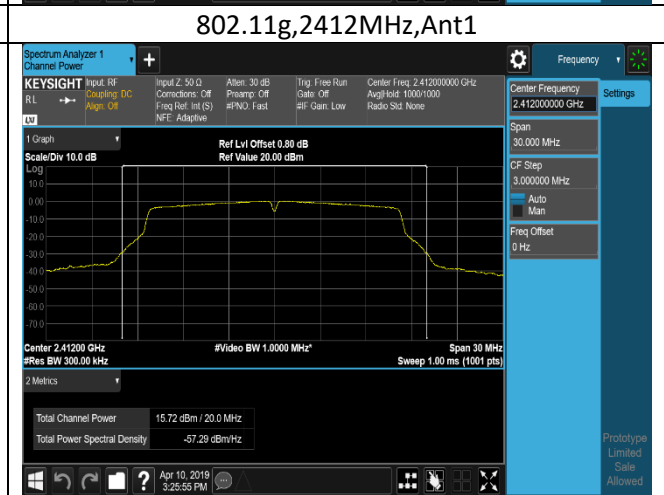 802.11g,2412MHz,Ant1
Spectrum Analyzer 1
Channel Power
+
Frequency
KEYSIGHT
RL
LXI
Input: RF
Coupling: DC
Align: Off
Input Z: 50 Ω
Corrections: Off
Freq Ref: Int (S)
NFE: Adaptive
Atten: 30 dB
Preamp: Off
#PNO: Fast
Trig: Free Run
Gate: Off
#IF Gain: Low
Center Freq: 2.412000000 GHz
Avg|Hold: 1000/1000
Radio Std: None
Center Frequency
2.412000000 GHz
Settings
Span
30.000 MHz
CF Step
3.000000 MHz
Auto
Man
Freq Offset
0 Hz
1 Graph
Scale/Div 10.0 dB
Ref Lvl Offset 0.80 dB
Ref Value 20.00 dBm
Log
10.0
0.00
-10.0
-20.0
-30.0
-40.0
-50.0
-60.0
-70.0
Center 2.41200 GHz
#Video BW 1.0000 MHz*
Span 30 MHz
#Res BW 300.00 kHz
Sweep 1.00 ms (1001 pts)
2 Metrics
Total Channel Power 15.72 dBm / 20.0 MHz
Total Power Spectral Density -57.29 dBm/Hz
Prototype
Limited
Sale
Allowed
?
Apr 10, 2019
3:25:55 PM